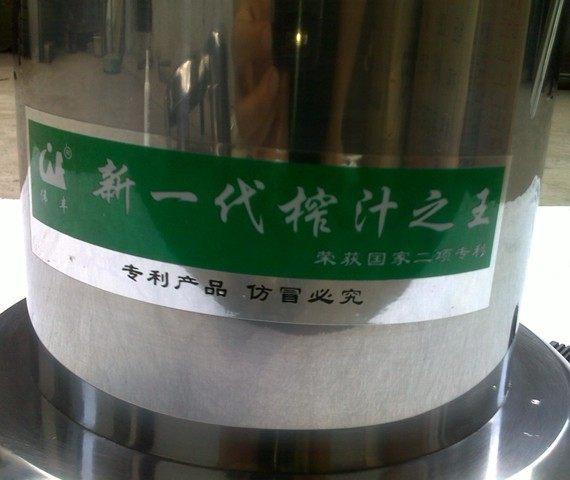 新一代榨汁之王
荣获国家二项专利
专利产品 仿冒必究